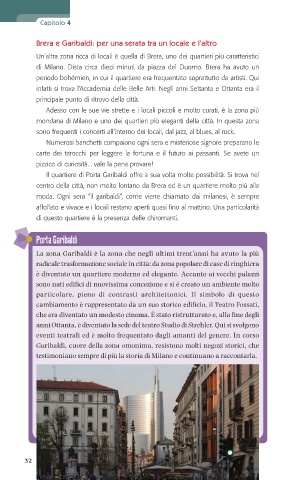 Capitolo 4
Brera e Garibaldi: per una serata tra un locale e l'altro
Un'altra zona ricca di locali è quella di Brera, uno dei quartieri più caratteristici
di Milano. Dista circa dieci minuti da piazza del Duomo. Brera ha avuto un
periodo bohémien, in cui il quartiere era frequentato soprattutto da artisti. Qui
infatti si trova l'Accademia delle Belle Arti. Negli anni Settanta e Ottanta era il
principale punto di ritrovo della città.
Adesso con le sue vie strette e i locali piccoli e molto curati, è la zona più
mondana di Milano e uno dei quartieri più eleganti della città. In questa zona
sono frequenti i concerti all'interno dei locali, dal jazz, al blues, al rock.
Numerosi banchetti compaiono ogni sera e misteriose signore preparano le
carte dei tarocchi per leggere la fortuna e il futuro ai passanti. Se avete un
pizzico di curiosità... vale la pena provare!
Il quartiere di Porta Garibaldi offre a sua volta molte possibilità. Si trova nel
centro della città, non molto lontano da Brera ed è un quartiere molto più alla
moda. Ogni sera "il garibaldi", come viene chiamato dai milanesi, è sempre
affollato e vivace e i locali restano aperti quasi fino al mattino. Una particolarità
di questo quartiere è la presenza delle chiromanti.
Porta Garibaldi
La zona Garibaldi è la zona che negli ultimi trent'anni ha avuto la più
radicale trasformazione sociale in città: da zona popolare di case di ringhiera
è diventato un quartiere moderno ed elegante. Accanto ai vecchi palazzi
sono nati edifici di nuovissima concezione e si è creato un ambiente molto
particolare, pieno di contrasti architettonici. Il simbolo di questo
cambiamento è rappresentato da un suo storico edificio, il Teatro Fossati,
che era diventato un modesto cinema. È stato ristrutturato e, alla fine degli
anni Ottanta, è diventato la sede del teatro Studio di Strehler. Qui si svolgono
eventi teatrali ed è molto frequentato dagli amanti del genere. In corso
Garibaldi, cuore della zona omonima, resistono molti negozi storici, che
testimoniano sempre di più la storia di Milano e continuano a raccontarla.
32